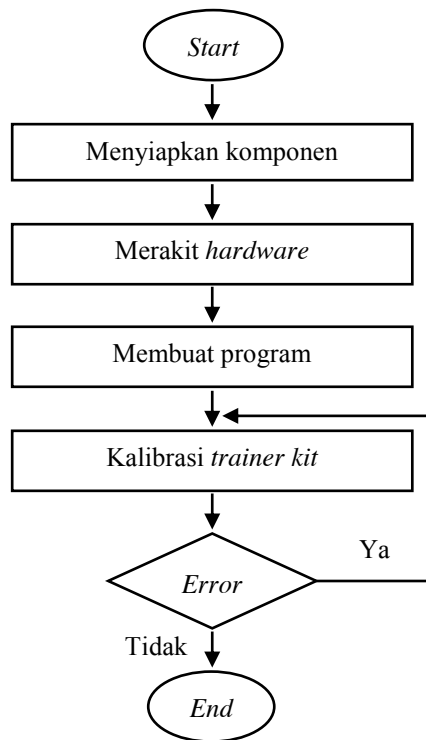 Start
Menyiapkan komponen
Merakit hardware
Membuat program
Kalibrasi trainer kit
Ya
Error
Tidak
End